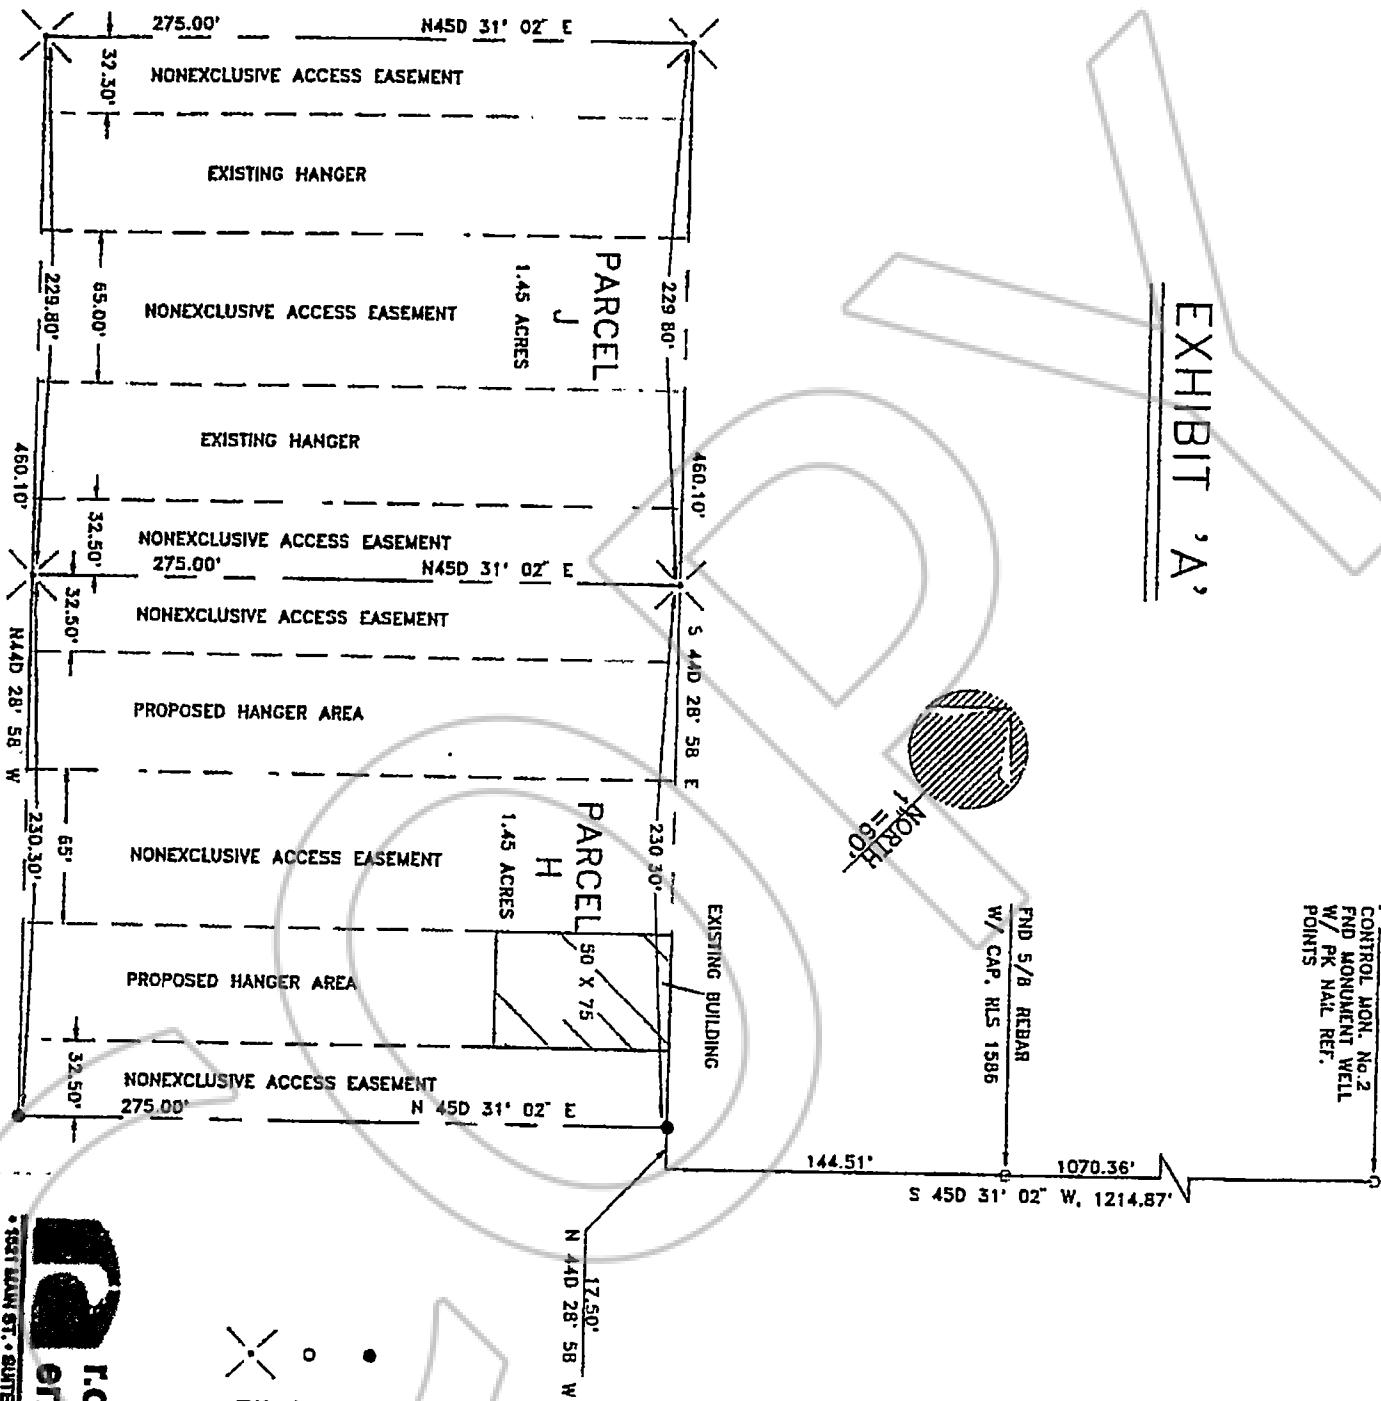 275.00' N45D 31' 02" E
32.30'
NONEXCLUSIVE ACCESS EASEMENT
EXISTING HANGER
229.80'
65.00'
NONEXCLUSIVE ACCESS EASEMENT
PARCEL
J
1.45 ACRES
229 80'
EXISTING HANGER
460.10'
460.10'
32.50'
NONEXCLUSIVE ACCESS EASEMENT
275.00' N45D 31' 02" E
32.50'
NONEXCLUSIVE ACCESS EASEMENT
N44D 28' 58" W
S 44D 28' 58 E
PROPOSED HANGER AREA
230.30'
65'
NONEXCLUSIVE ACCESS EASEMENT
PARCEL
H
1.45 ACRES
230 30'
EXISTING BUILDING
50 X 75
PROPOSED HANGER AREA
32.50'
NONEXCLUSIVE ACCESS EASEMENT
275.00' N 45D 31' 02" E
EXHIBIT 'A'
NORTH
1"=60'
FND 5/8 REBAR
W/ CAP. RLS 1586
CONTROL MON. No.2
FND MONUMENT WELL
W/ PK NAIL REF.
POINTS
144.51' 1070.36'
S 45D 31' 02" W, 1214.87'
17.50'
N 44D 28' 58 W
COPY
1521 MAIN ST. • SUITE